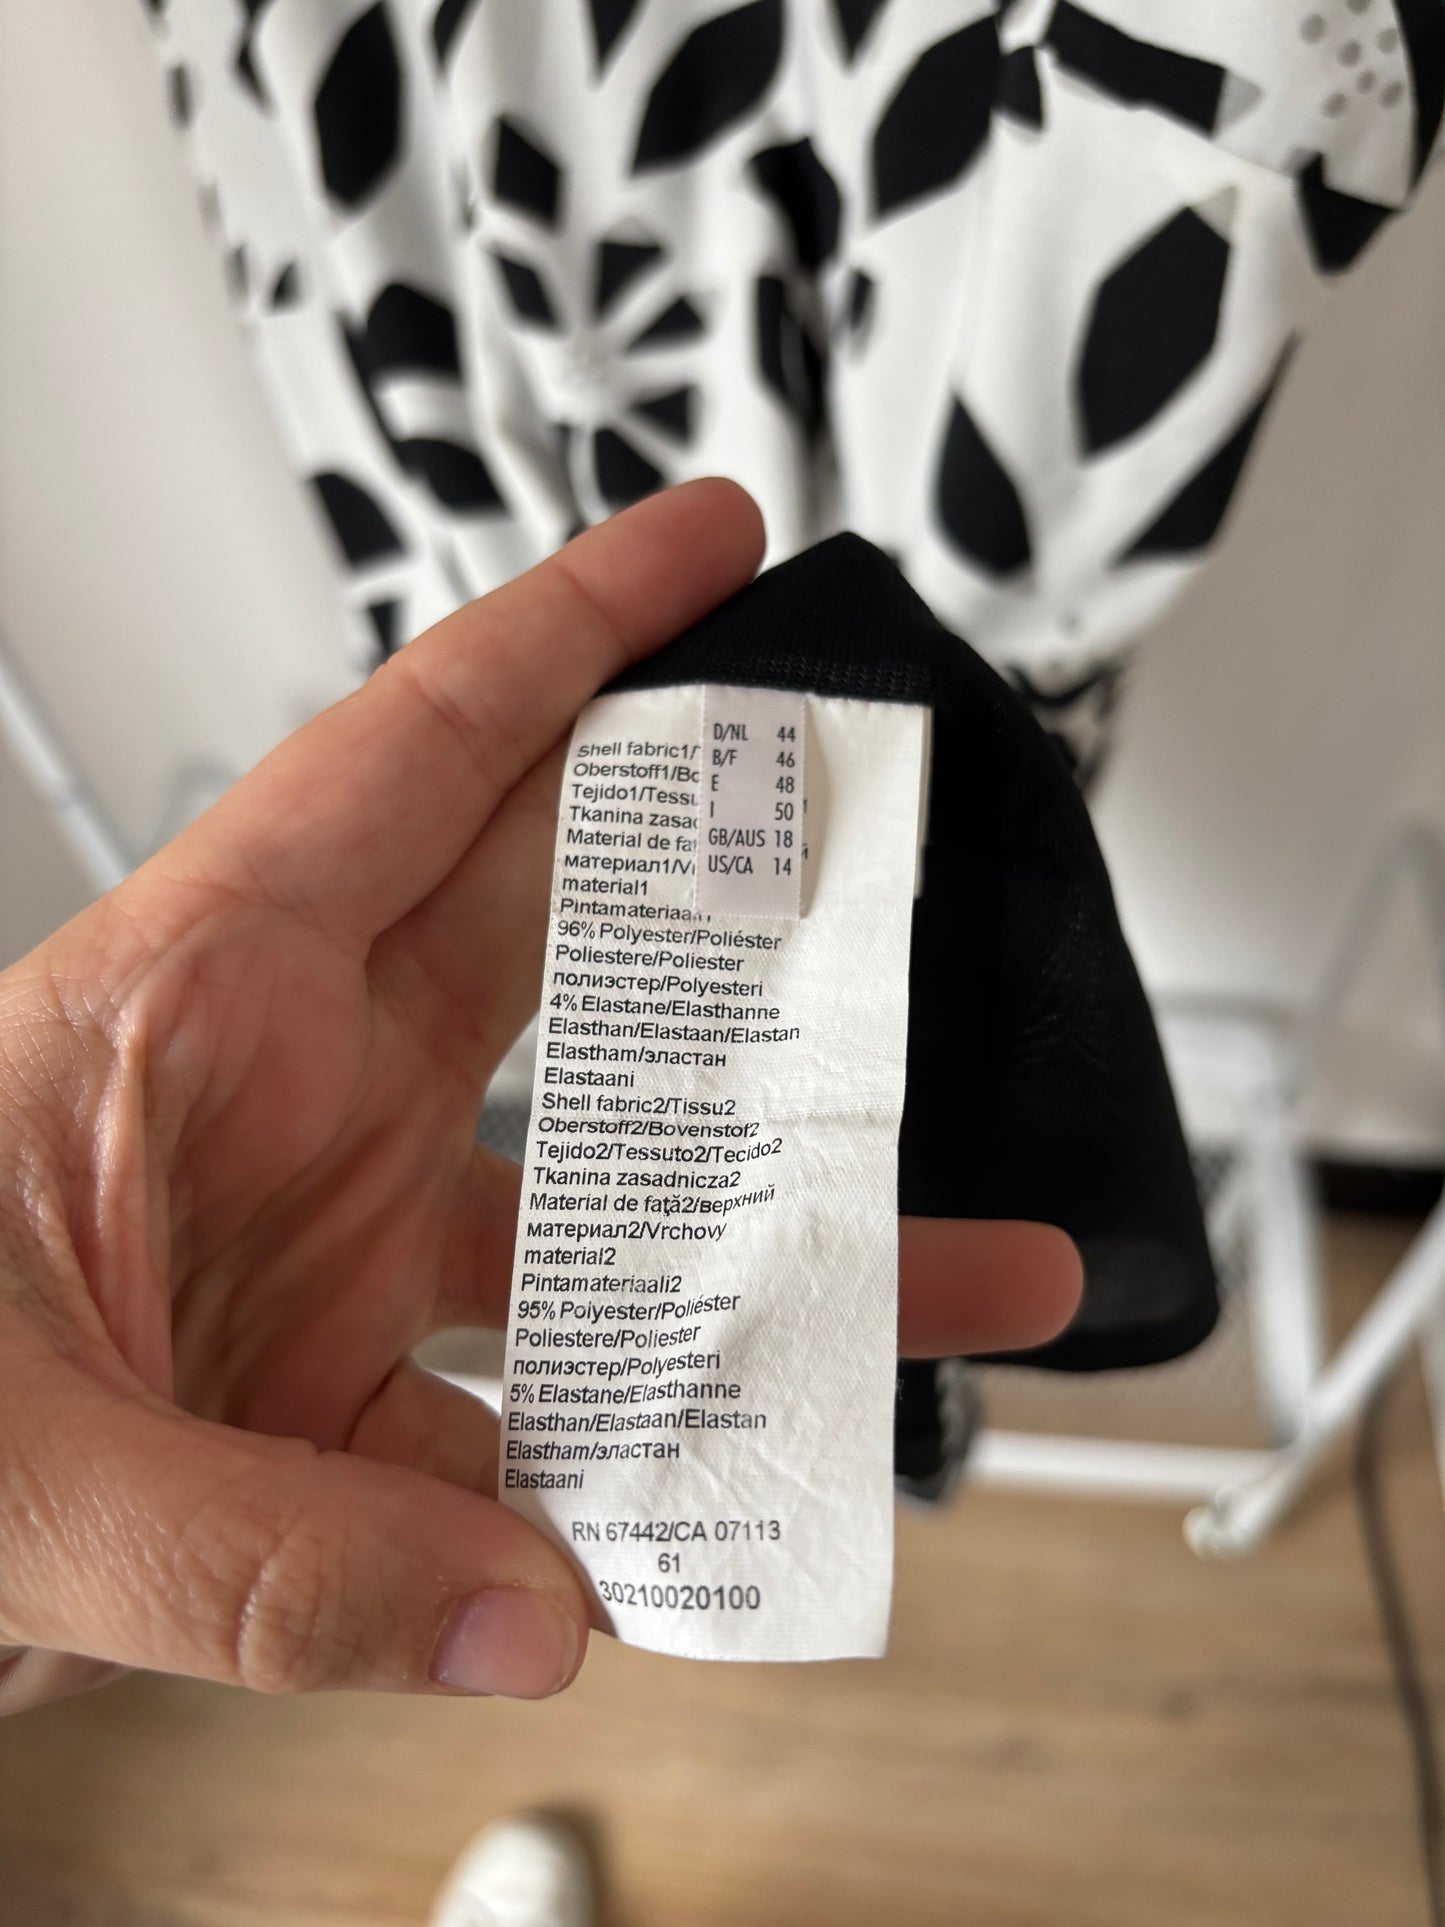 D/NL 44
B/F 46
E 48
I 50
GB/AUS 18
US/CA 14
Shell fabric1/
Oberstoff1/Bo
Tejido1/Tessu
Tkanina zasa
Material de fa
материал1/V
material1
Pintamateriaa
96% Polyester/Poliéster
Poliestere/Poliester
полиэстер/Polyesteri
4% Elastane/Elasthanne
Elasthan/Elastaan/Elastan
Elastham/эластан
Elastaani
Shell fabric2/Tissu2
Oberstoff2/Bovenstof2
Tejido2/Tessuto2/Tecido2
Tkanina zasadnicza2
Material de faţă2/верхний
материал2/Vrchovy
material2
Pintamateriaali2
95% Polyester/Poliéster
Poliestere/Poliester
полиэстер/Polyesteri
5% Elastane/Elasthanne
Elasthan/Elastaan/Elastan
Elastham/эластан
Elastaani
RN 67442/CA 07113
61
30210020100